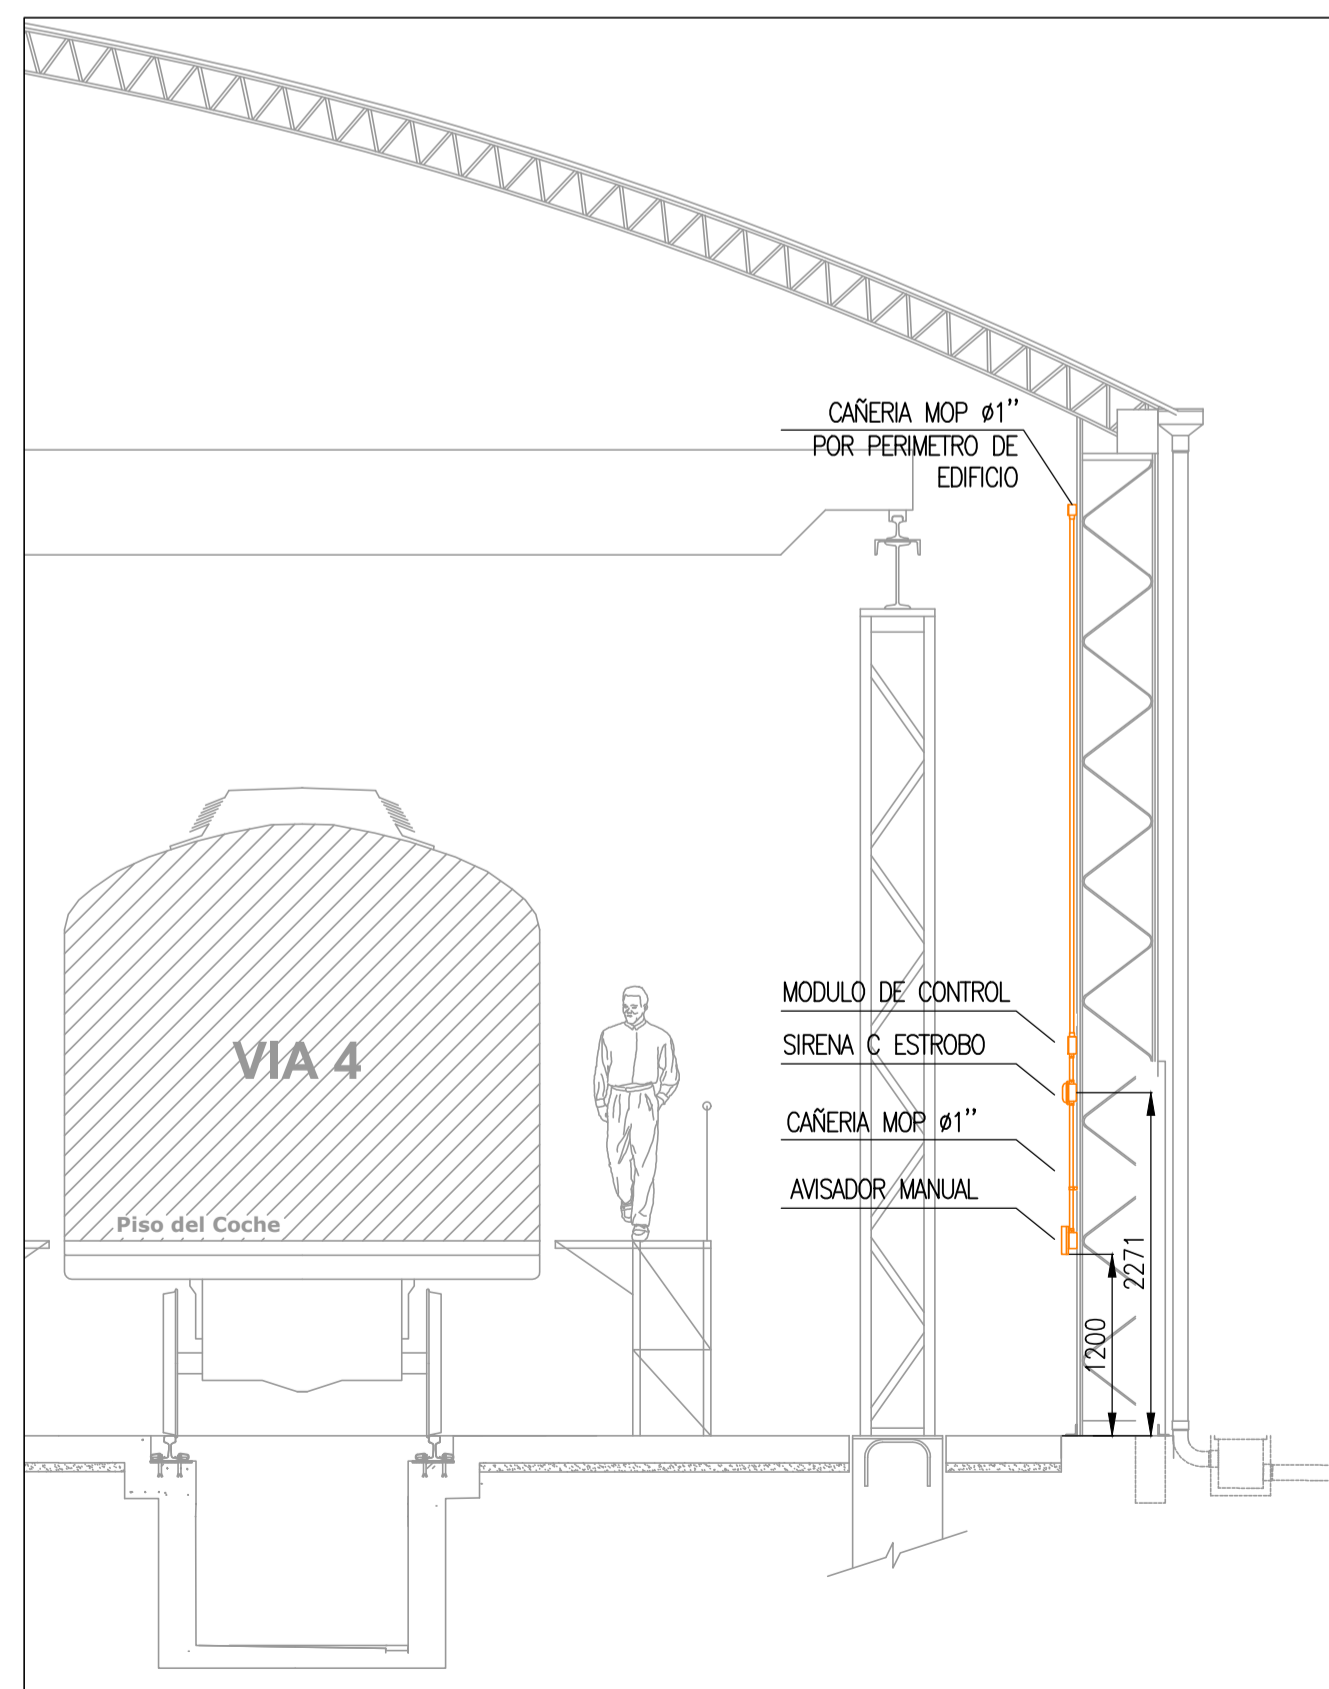 CAÑERIA MOP ø1''
POR PERIMETRO DE
EDIFICIO
MODULO DE CONTROL
SIRENA C ESTROBO
VIA 4
CAÑERIA MOP ø1''
AVISADOR MANUAL
Piso del Coche
2271
1200